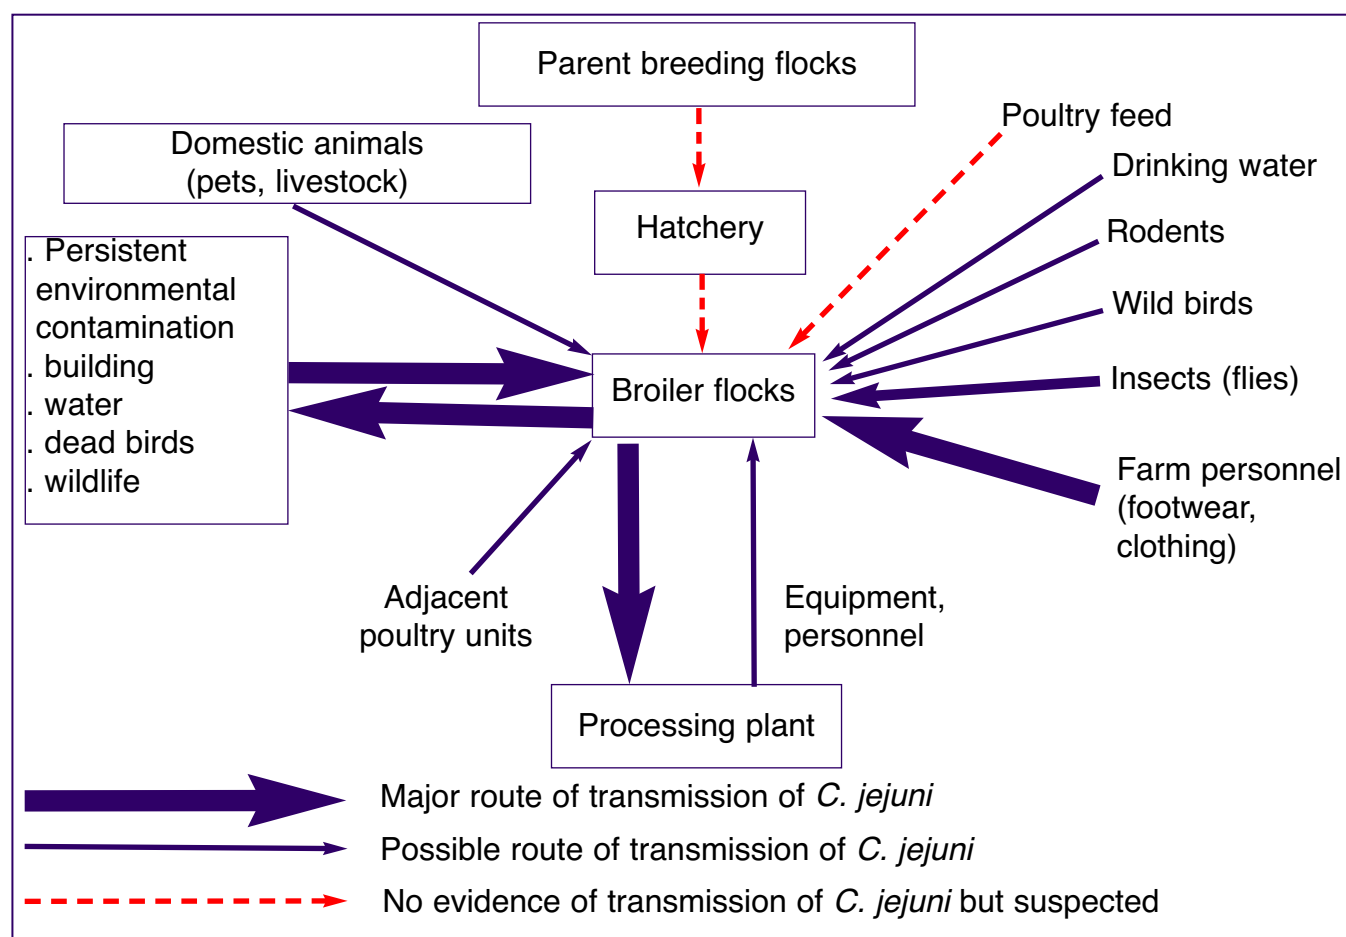 Parent breeding flocks
Poultry feed
Domestic animals
(pets, livestock)
Drinking water
Hatchery
Rodents
. Persistent
environmental
contamination
. building
. water
. dead birds
. wildlife
Wild birds
Broiler flocks
Insects (flies)
Farm personnel
(footwear,
clothing)
Adjacent
poultry units
Equipment,
personnel
Processing plant
Major route of transmission of C. jejuni
Possible route of transmission of C. jejuni
No evidence of transmission of C. jejuni but suspected